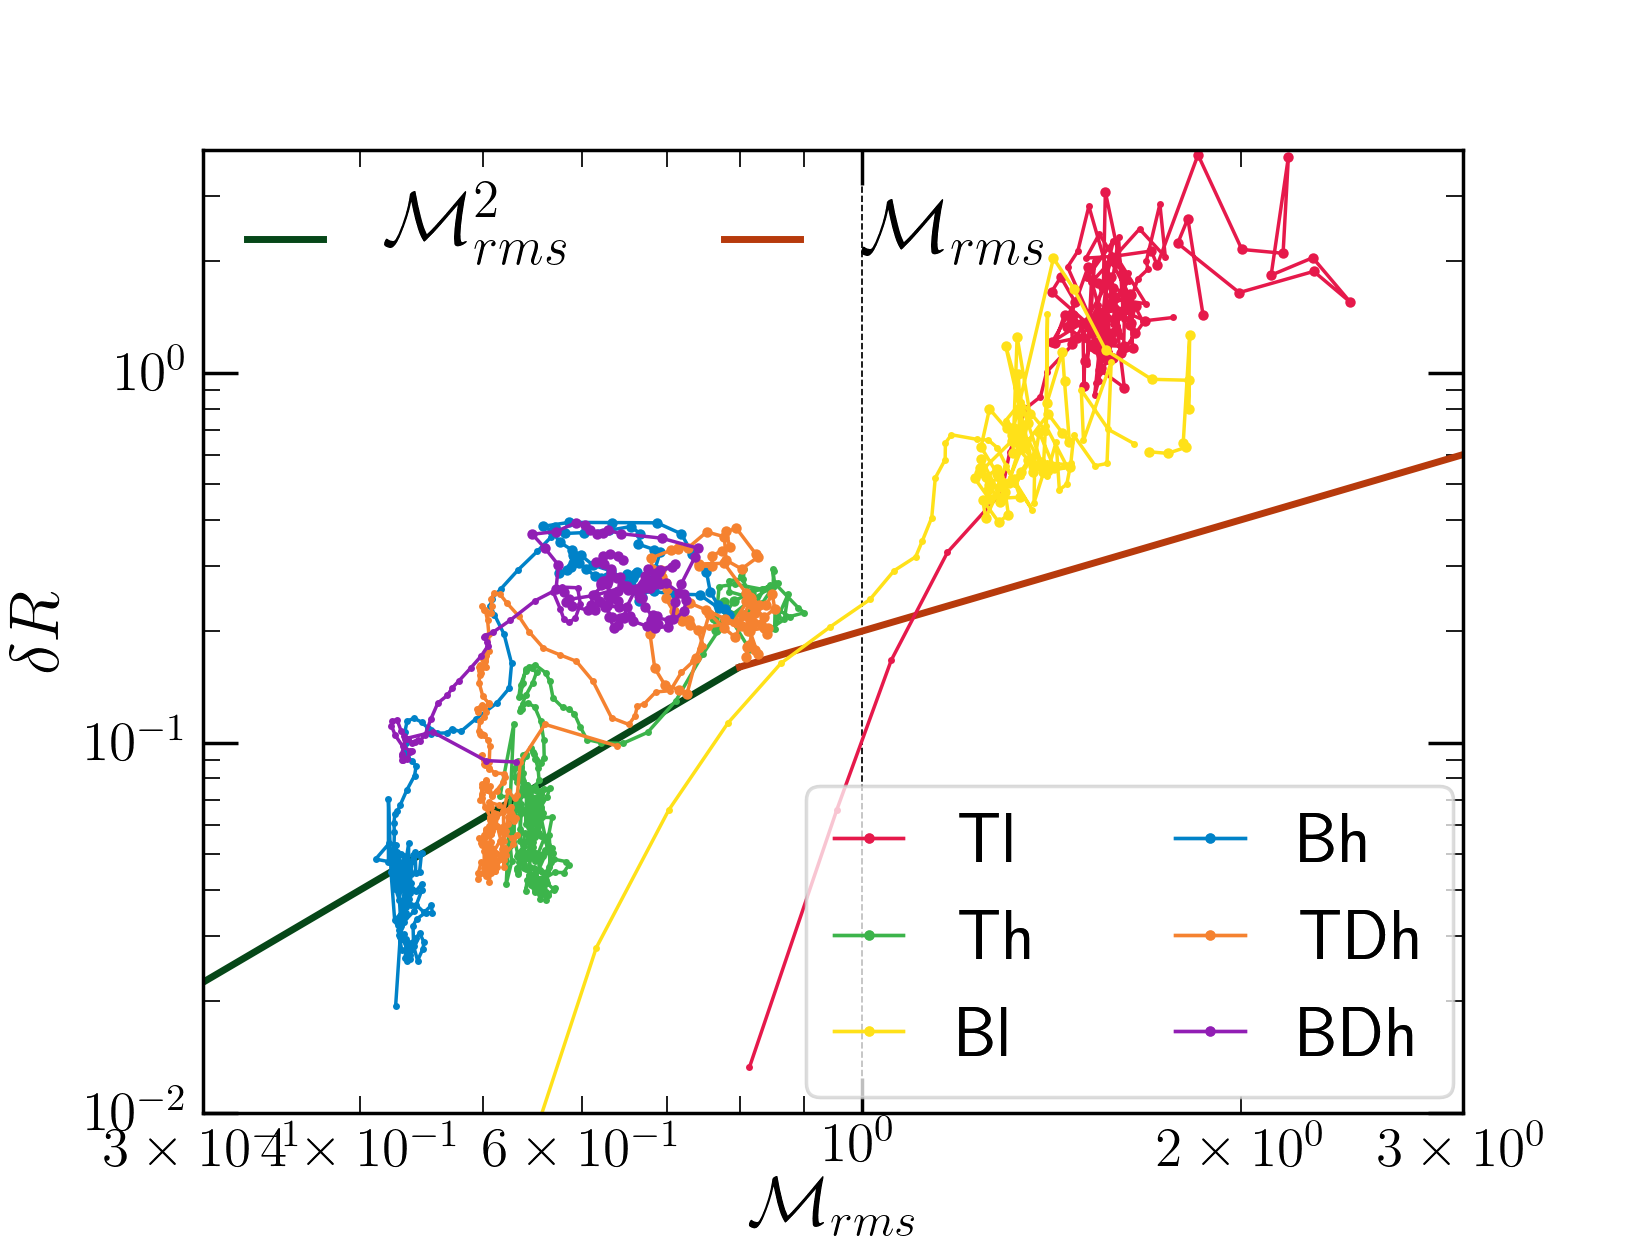 ℳ²ᵣₘₛ ℳᵣₘₛ
10⁰
10⁻¹
10⁻²
δR
Tl Bh
Th TDh
Bl BDh
3 × 10⁻¹ 4 × 10⁻¹ 6 × 10⁻¹ 10⁰ 2 × 10⁰ 3 × 10⁰
ℳᵣₘₛ